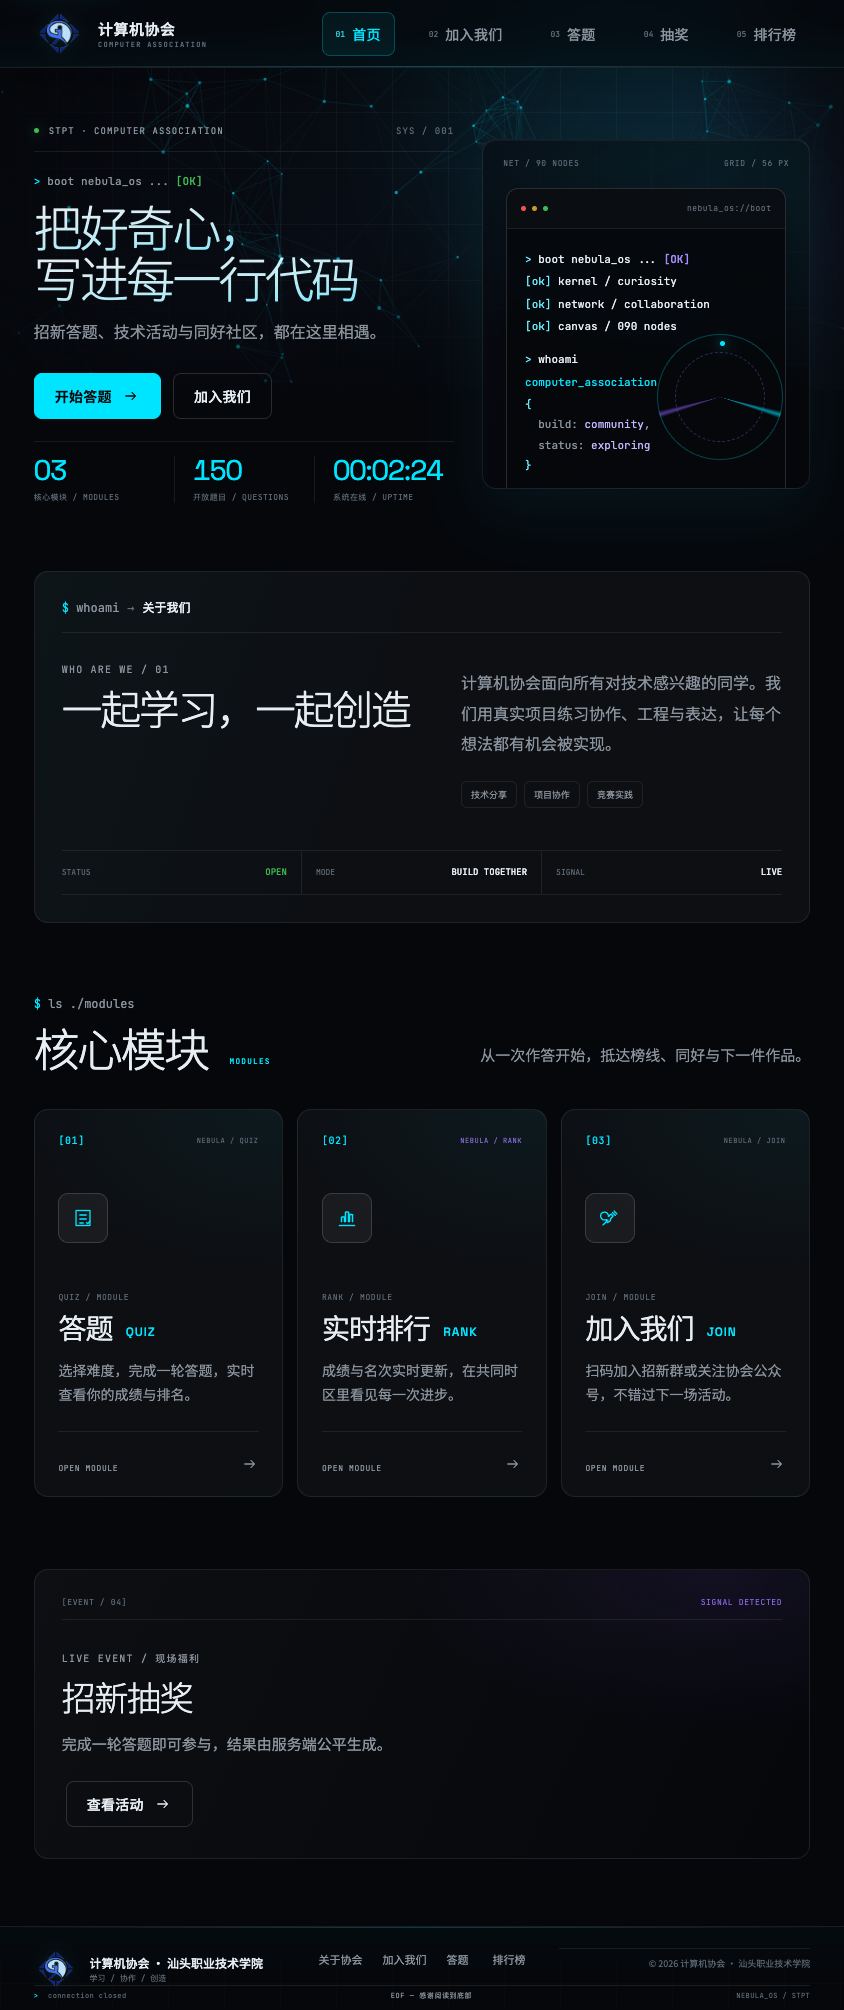 计算机协会
COMPUTER ASSOCIATION
01 首页
02 加入我们
03 答题
04 抽奖
05 排行榜
STPT · COMPUTER ASSOCIATION
SYS / 001
> boot nebula_os ... [OK]
把好奇心，
写进每一行代码
招新答题、技术活动与同好社区，都在这里相遇。
开始答题 →
加入我们
03
核心模块 / MODULES
150
开放题目 / QUESTIONS
00:02:24
系统在线 / UPTIME
NET / 90 NODES
GRID / 56 PX
nebula_os://boot
> boot nebula_os ... [OK]
[ok] kernel / curiosity
[ok] network / collaboration
[ok] canvas / 090 nodes
> whoami
computer_association
{
build: community,
status: exploring
}
$ whoami → 关于我们
WHO ARE WE / 01
一起学习，一起创造
计算机协会面向所有对技术感兴趣的同学。我
们用真实项目练习协作、工程与表达，让每个
想法都有机会被实现。
技术分享
项目协作
竞赛实践
STATUS
OPEN
MODE
BUILD TOGETHER
SIGNAL
LIVE
$ ls ./modules
核心模块 MODULES
从一次作答开始，抵达榜线、同好与下一件作品。
[01]
NEBULA / QUIZ
QUIZ / MODULE
答题 QUIZ
选择难度，完成一轮答题，实时
查看你的成绩与排名。
OPEN MODULE →
[02]
NEBULA / RANK
RANK / MODULE
实时排行 RANK
成绩与名次实时更新，在共同时
区里看见每一次进步。
OPEN MODULE →
[03]
NEBULA / JOIN
JOIN / MODULE
加入我们 JOIN
扫码加入招新群或关注协会公众
号，不错过下一场活动。
OPEN MODULE →
[EVENT / 04]
SIGNAL DETECTED
LIVE EVENT / 现场福利
招新抽奖
完成一轮答题即可参与，结果由服务端公平生成。
查看活动 →
计算机协会 · 汕头职业技术学院
学习 / 协作 / 创造
关于协会
加入我们
答题
排行榜
© 2026 计算机协会 · 汕头职业技术学院
> connection closed
EOF — 感谢阅读到底部
NEBULA_OS / STPT